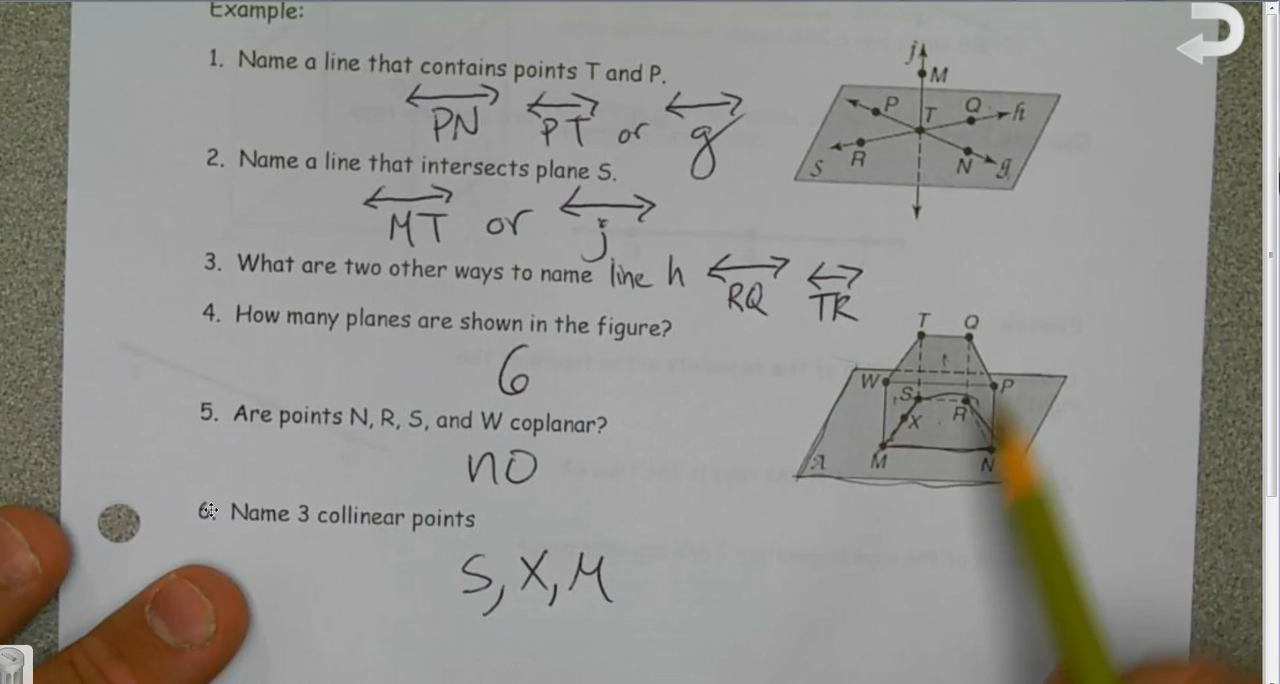 Example:
1. Name a line that contains points T and P.
PN PT or g
2. Name a line that intersects plane S.
MT or j
3. What are two other ways to name line h RQ TR
4. How many planes are shown in the figure?
6
5. Are points N, R, S, and W coplanar?
no
6. Name 3 collinear points
S, X, M
j
M
P T Q h
S R N g
T Q
W P
S R
X
A M N